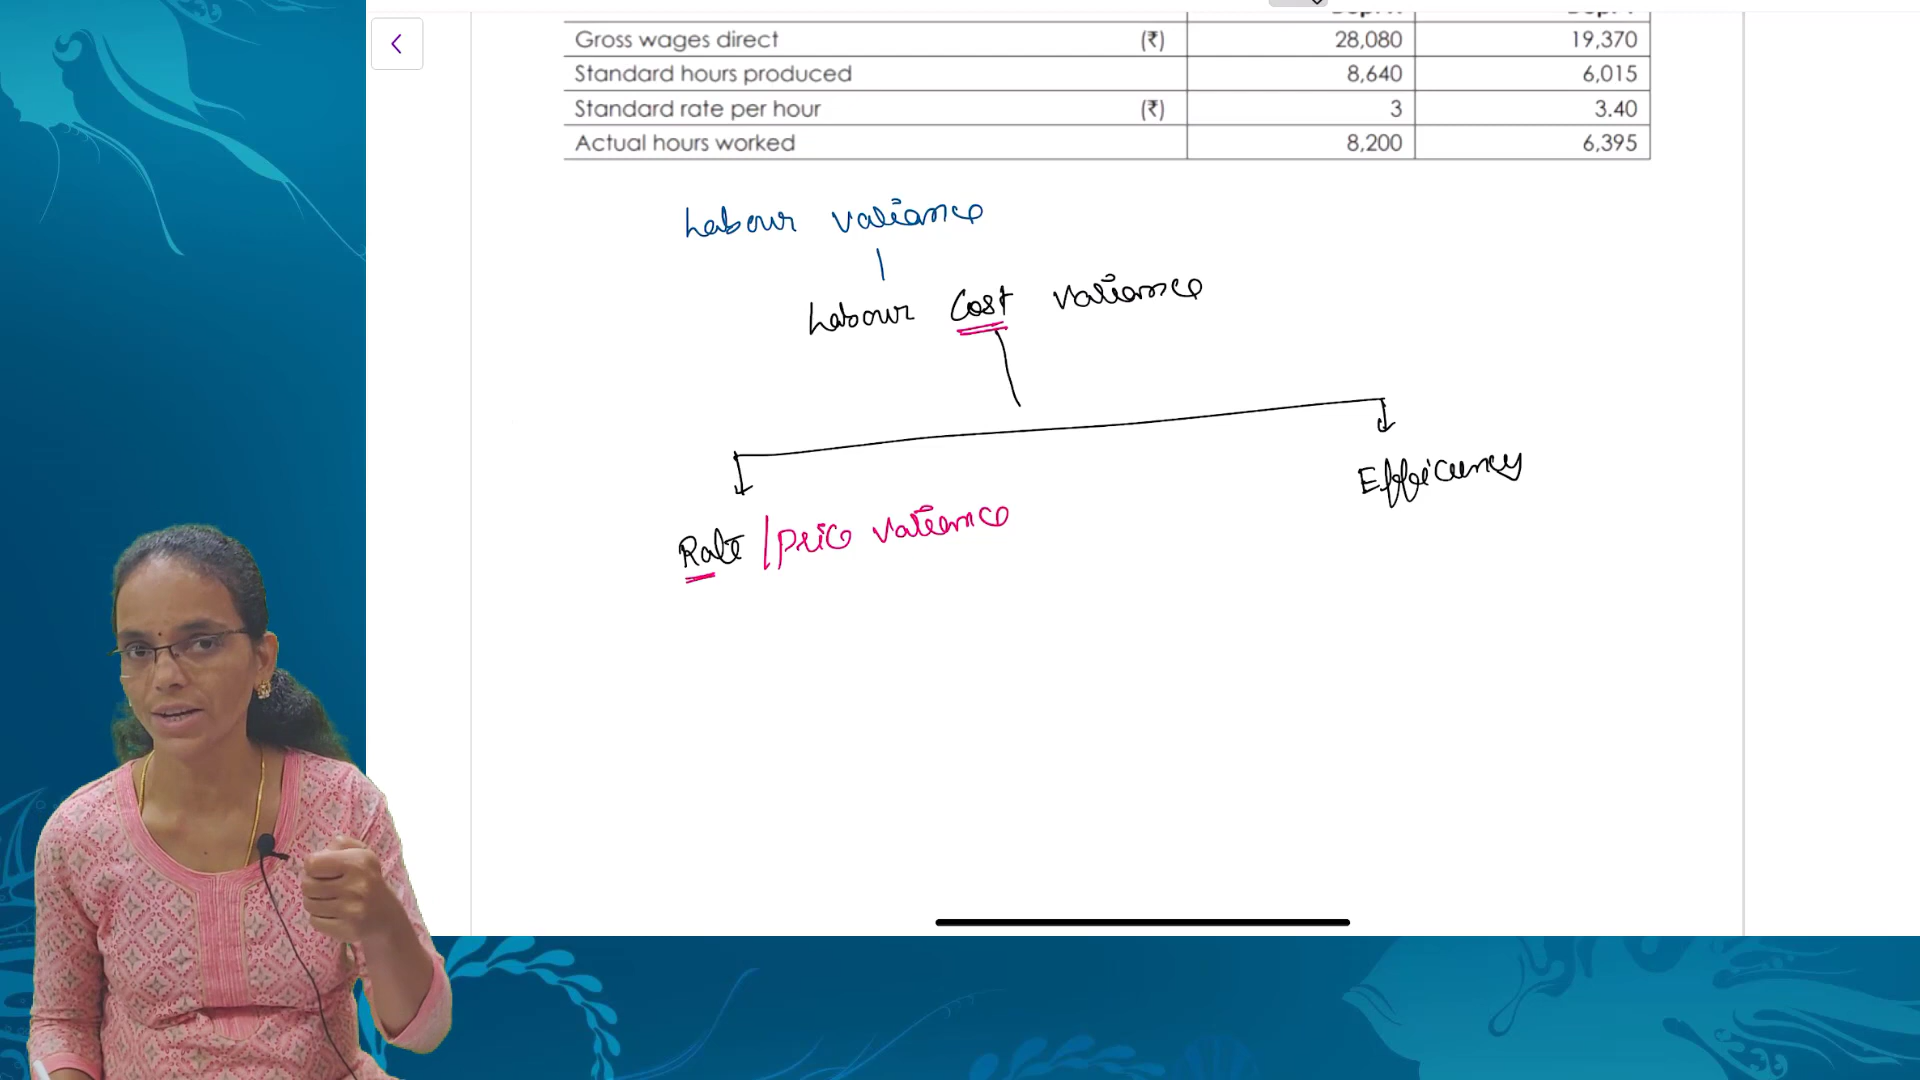 Gross wages direct (₹) 28,080 19,370
Standard hours produced 8,640 6,015
Standard rate per hour (₹) 3 3.40
Actual hours worked 8,200 6,395
Labour variance
Labour Cost variance
Efficiency
Rate / Price variance